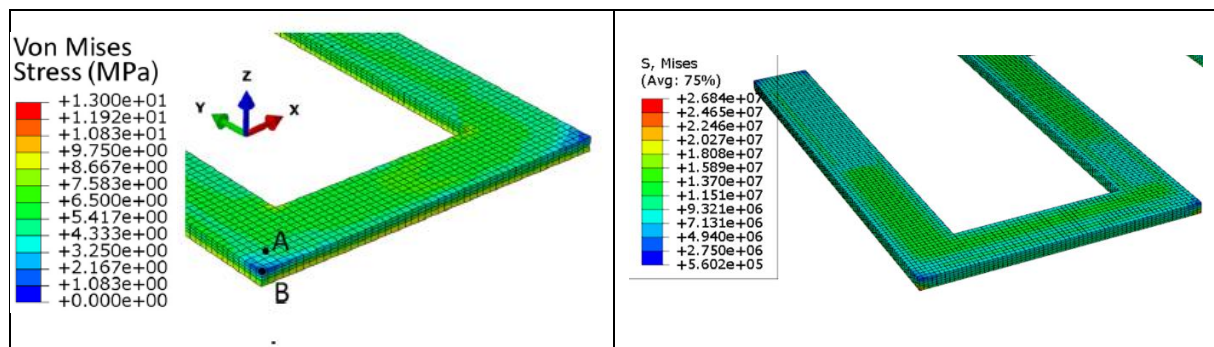 Von Mises
Stress (MPa)
+1.300e+01
+1.192e+01
+1.083e+01
+9.750e+00
+8.667e+00
+7.583e+00
+6.500e+00
+5.417e+00
+4.333e+00
+3.250e+00
+2.167e+00
+1.083e+00
+0.000e+00
Z
Y
X
A
B
S, Mises
(Avg: 75%)
+2.684e+07
+2.465e+07
+2.246e+07
+2.027e+07
+1.808e+07
+1.589e+07
+1.370e+07
+1.151e+07
+9.321e+06
+7.131e+06
+4.940e+06
+2.750e+06
+5.602e+05